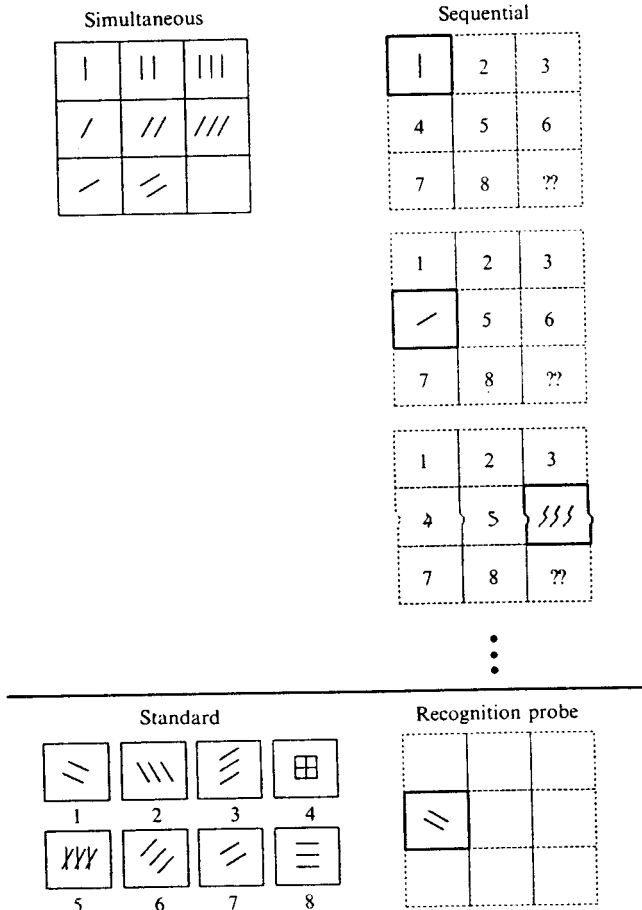 Simultaneous
Sequential
2 3
4 5 6
7 8 ??
1 2 3
5 6
7 8 ??
1 2 3
4 5
7 8 ??
Standard
Recognition probe
1 2 3 4
5 6 7 8